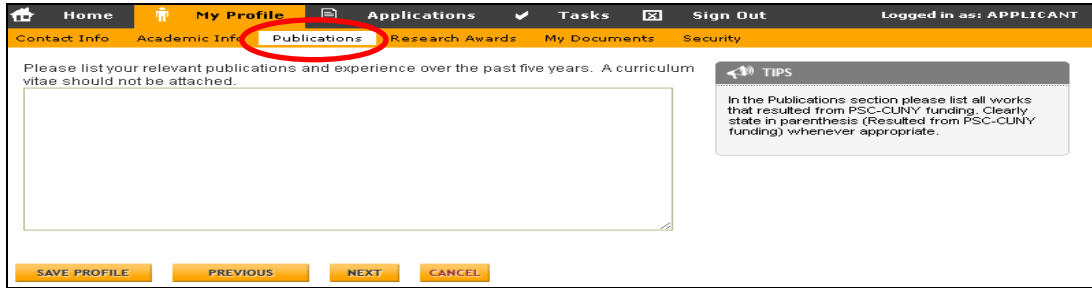 Home My Profile Applications Tasks Sign Out Logged in as: APPLICANT
Contact Info Academic Info Publications Research Awards My Documents Security
Please list your relevant publications and experience over the past five years. A curriculum
vitae should not be attached.
TIPS
In the Publications section please list all works
that resulted from PSC-CUNY funding. Clearly
state in parenthesis (Resulted from PSC-CUNY
funding) whenever appropriate.
SAVE PROFILE PREVIOUS NEXT CANCEL